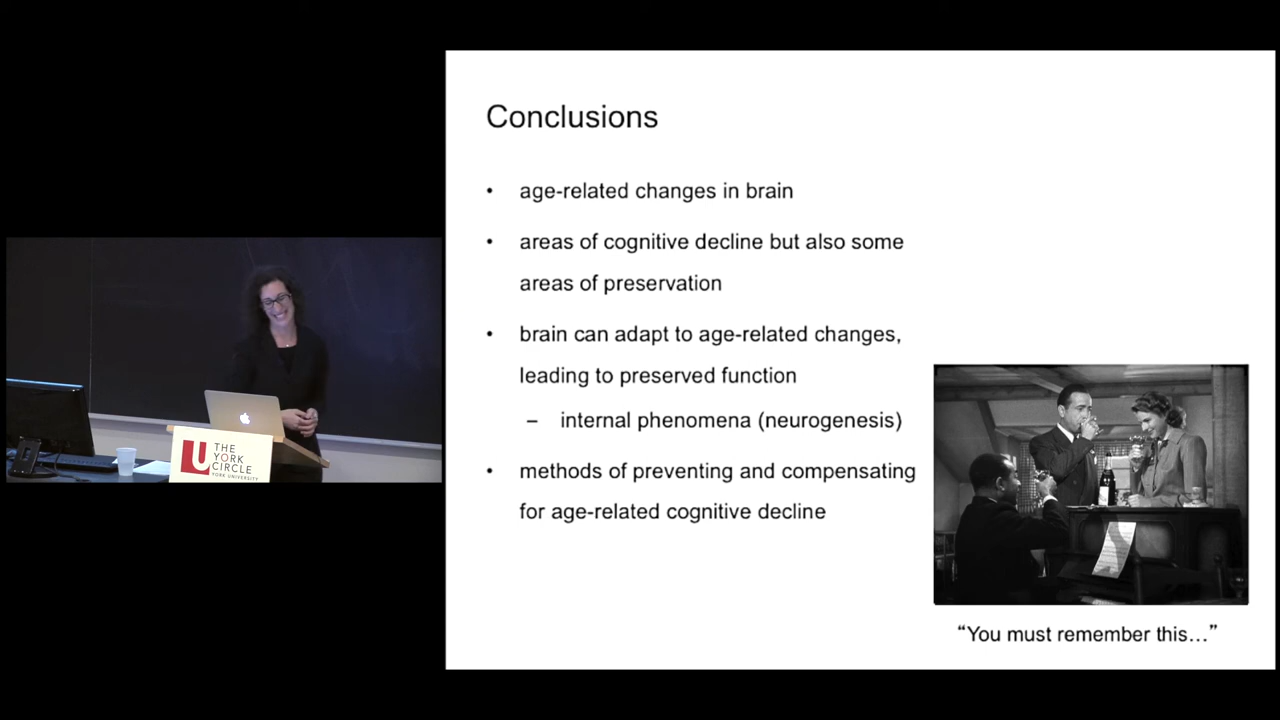 Conclusions
• age-related changes in brain
• areas of cognitive decline but also some
areas of preservation
• brain can adapt to age-related changes,
leading to preserved function
– internal phenomena (neurogenesis)
• methods of preventing and compensating
for age-related cognitive decline
“You must remember this…”
THE
YORK
CIRCLE
YORK UNIVERSITY